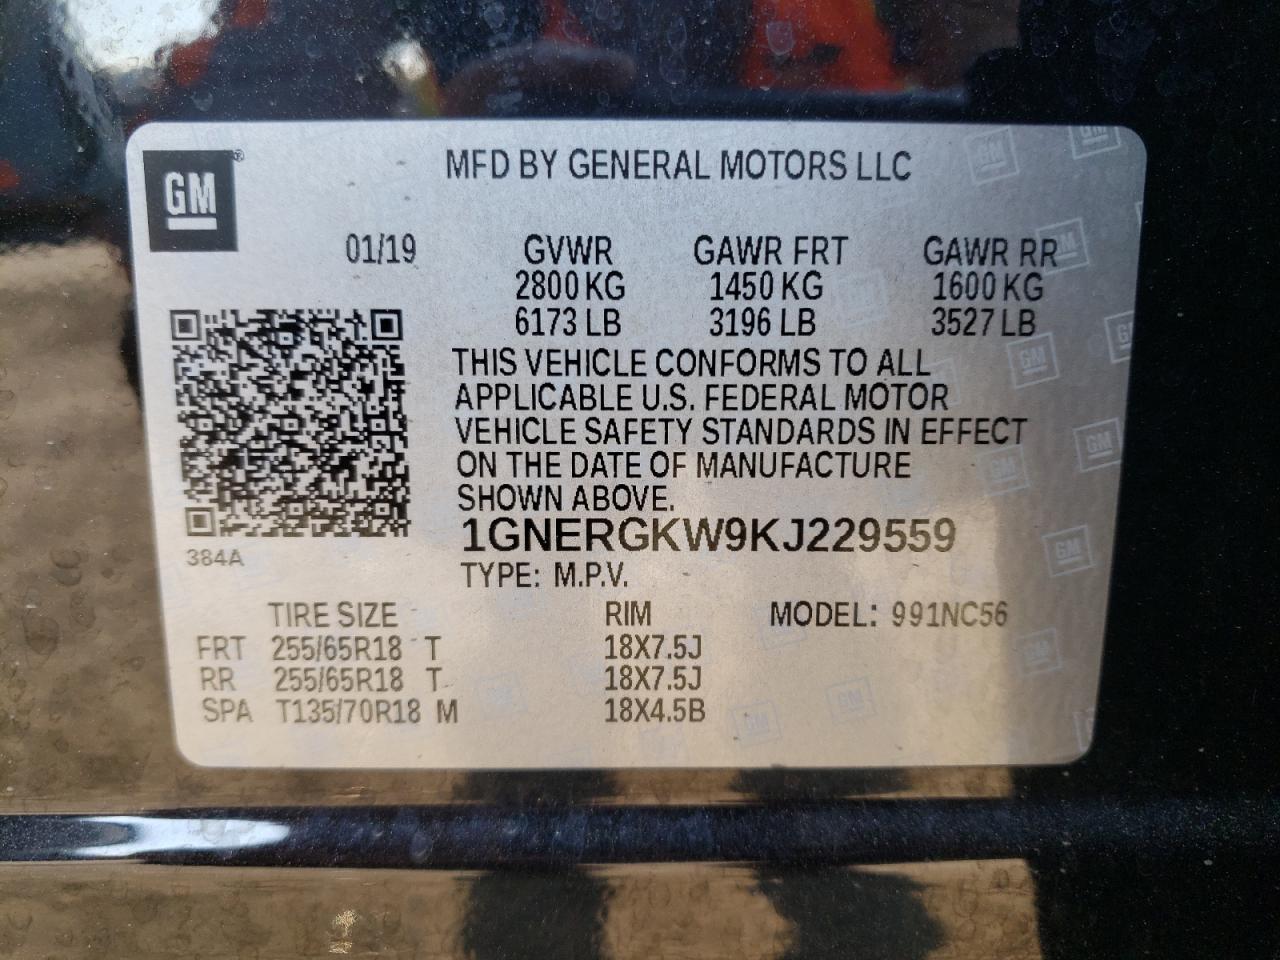 GM®
MFD BY GENERAL MOTORS LLC
01/19 GVWR GAWR FRT GAWR RR
2800 KG 1450 KG 1600 KG
6173 LB 3196 LB 3527 LB
THIS VEHICLE CONFORMS TO ALL
APPLICABLE U.S. FEDERAL MOTOR
VEHICLE SAFETY STANDARDS IN EFFECT
ON THE DATE OF MANUFACTURE
SHOWN ABOVE.
1GNERGKW9KJ229559
384A
TYPE: M.P.V.
TIRE SIZE RIM MODEL: 991NC56
FRT 255/65R18 T 18X7.5J
RR 255/65R18 T 18X7.5J
SPA T135/70R18 M 18X4.5B